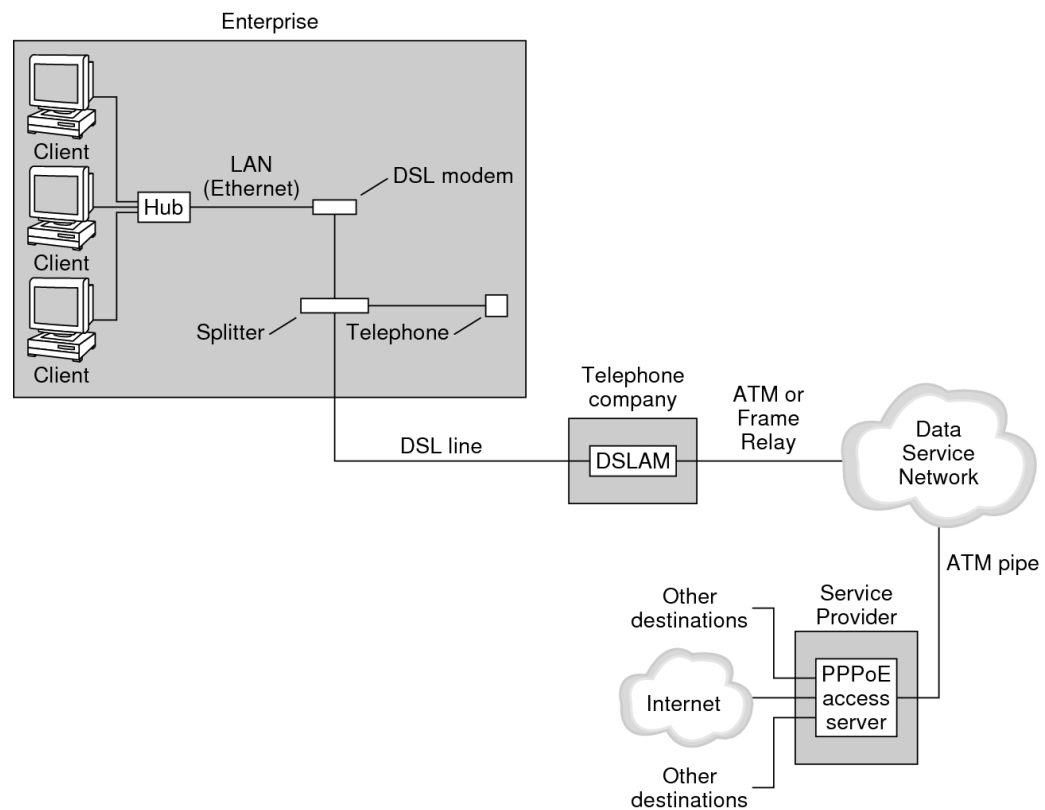 Enterprise
Client
Client
Client
Hub
LAN
(Ethernet)
DSL modem
Splitter
Telephone
DSL line
Telephone
company
DSLAM
ATM or
Frame
Relay
Data
Service
Network
ATM pipe
Service
Provider
PPPoE
access
server
Other
destinations
Internet
Other
destinations